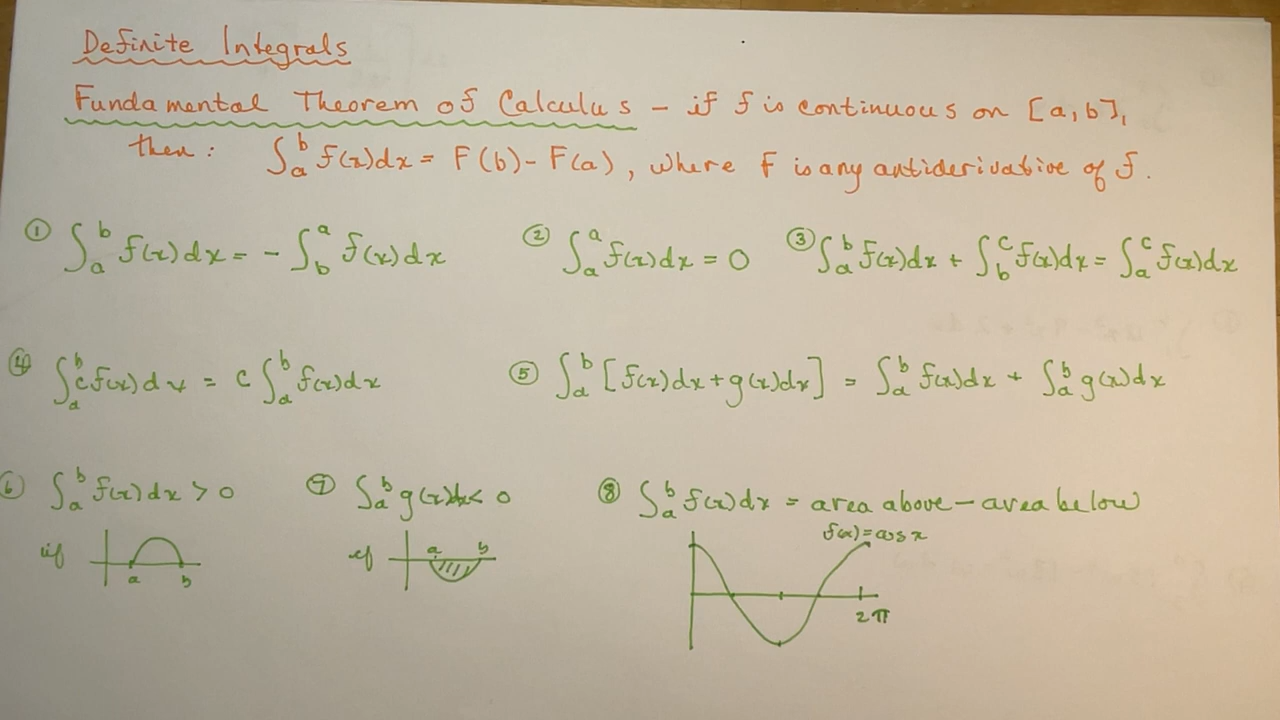 Definite Integrals
Fundamental Theorem of Calculus – if f is continuous on [a,b],
then: ∫ₐᵇ f(x)dx = F(b) - F(a), where F is any antiderivative of f.
① ∫ₐᵇ f(x)dx = - ∫_b^a f(x)dx ② ∫ₐᵃ f(x)dx = 0 ③ ∫ₐᵇ f(x)dx + ∫_b^c f(x)dx = ∫ₐᶜ f(x)dx
④ ∫ₐᵇ c f(x)dx = c ∫ₐᵇ f(x)dx ⑤ ∫ₐᵇ [f(x)dx + g(x)dx] = ∫ₐᵇ f(x)dx + ∫ₐᵇ g(x)dx
⑥ ∫ₐᵇ f(x)dx > 0 ⑦ ∫ₐᵇ g(x)dx < 0 ⑧ ∫ₐᵇ f(x)dx = area above – area below
f(x) = cos x
if a b if a b
2π